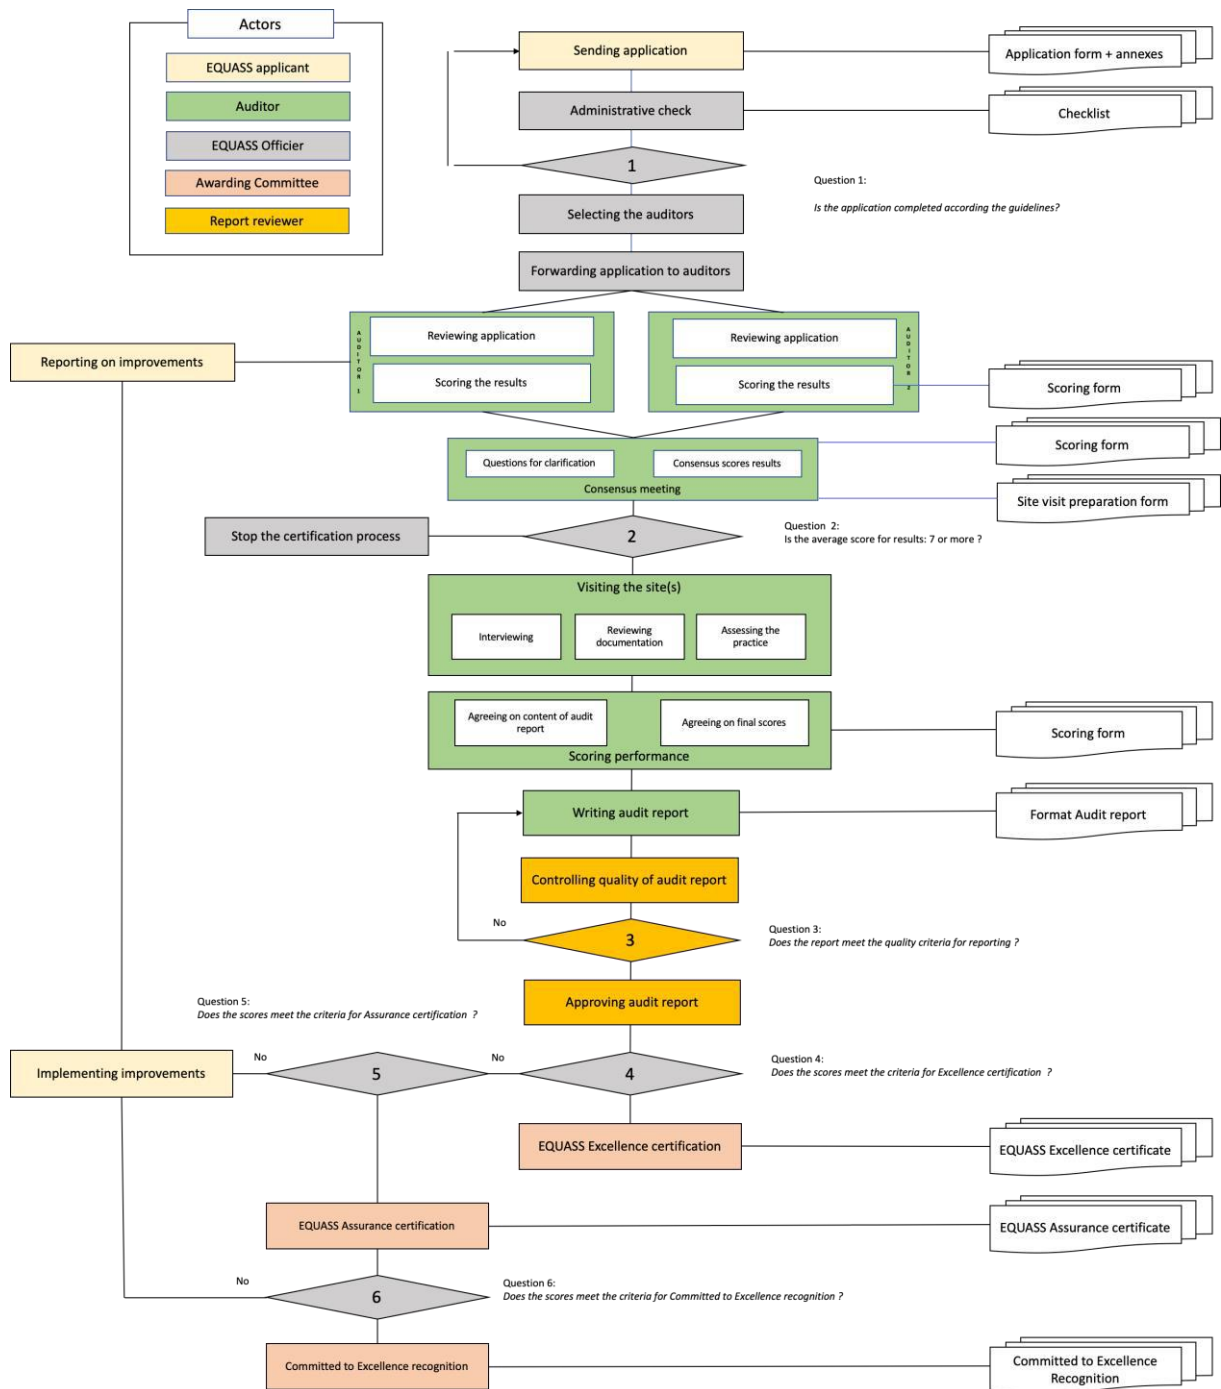 Actors
EQUASS applicant
Auditor
EQUASS Officier
Awarding Committee
Report reviewer
Sending application
Application form + annexes
Administrative check
Checklist
1
Question 1:
Is the application completed according the guidelines?
Selecting the auditors
Forwarding application to auditors
AUDITOR 1
Reviewing application
Scoring the results
Reviewing application
Scoring the results
AUDITOR 2
Reporting on improvements
Scoring form
Questions for clarification
Consensus scores results
Consensus meeting
Scoring form
Site visit preparation form
Stop the certification process
2
Question 2:
Is the average score for results: 7 or more ?
Visiting the site(s)
Interviewing
Reviewing
documentation
Assessing the
practice
Agreeing on content of audit
report
Agreeing on final scores
Scoring performance
Scoring form
Writing audit report
Format Audit report
Controlling quality of audit report
No
3
Question 3:
Does the report meet the quality criteria for reporting ?
Approving audit report
Question 5:
Does the scores meet the criteria for Assurance certification ?
Implementing improvements
No
5
No
4
Question 4:
Does the scores meet the criteria for Excellence certification ?
EQUASS Excellence certification
EQUASS Excellence certificate
EQUASS Assurance certification
EQUASS Assurance certificate
No
6
Question 6:
Does the scores meet the criteria for Committed to Excellence recognition ?
Committed to Excellence recognition
Committed to Excellence
Recognition